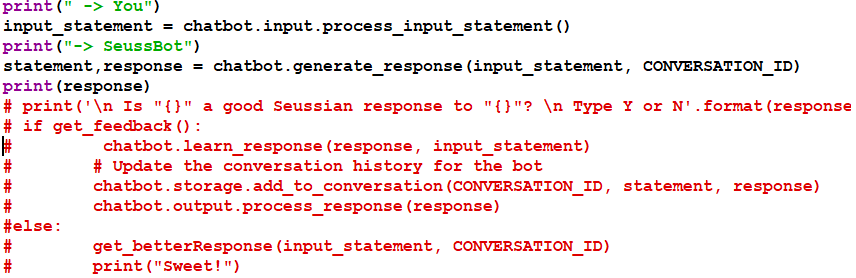 print(" -> You")
input_statement = chatbot.input.process_input_statement()
print("-> SeussBot")
statement,response = chatbot.generate_response(input_statement, CONVERSATION_ID)
print(response)
# print('\n Is "{}" a good Seussian response to "{}"? \n Type Y or N'.format(response
# if get_feedback():
#         chatbot.learn_response(response, input_statement)
#        # Update the conversation history for the bot
#        chatbot.storage.add_to_conversation(CONVERSATION_ID, statement, response)
#        chatbot.output.process_response(response)
#else:
#        get_betterResponse(input_statement, CONVERSATION_ID)
#        print("Sweet!")